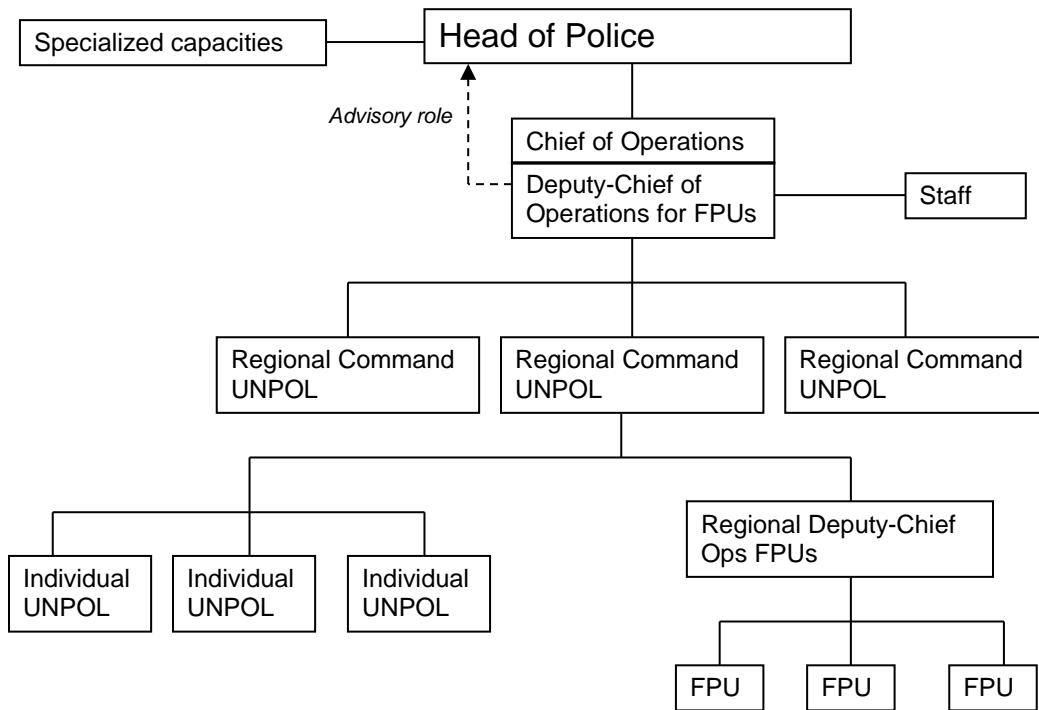 Specialized capacities
Head of Police
Advisory role
Chief of Operations
Deputy-Chief of
Operations for FPUs
Staff
Regional Command
UNPOL
Regional Command
UNPOL
Regional Command
UNPOL
Regional Deputy-Chief
Ops FPUs
Individual
UNPOL
Individual
UNPOL
Individual
UNPOL
FPU
FPU
FPU